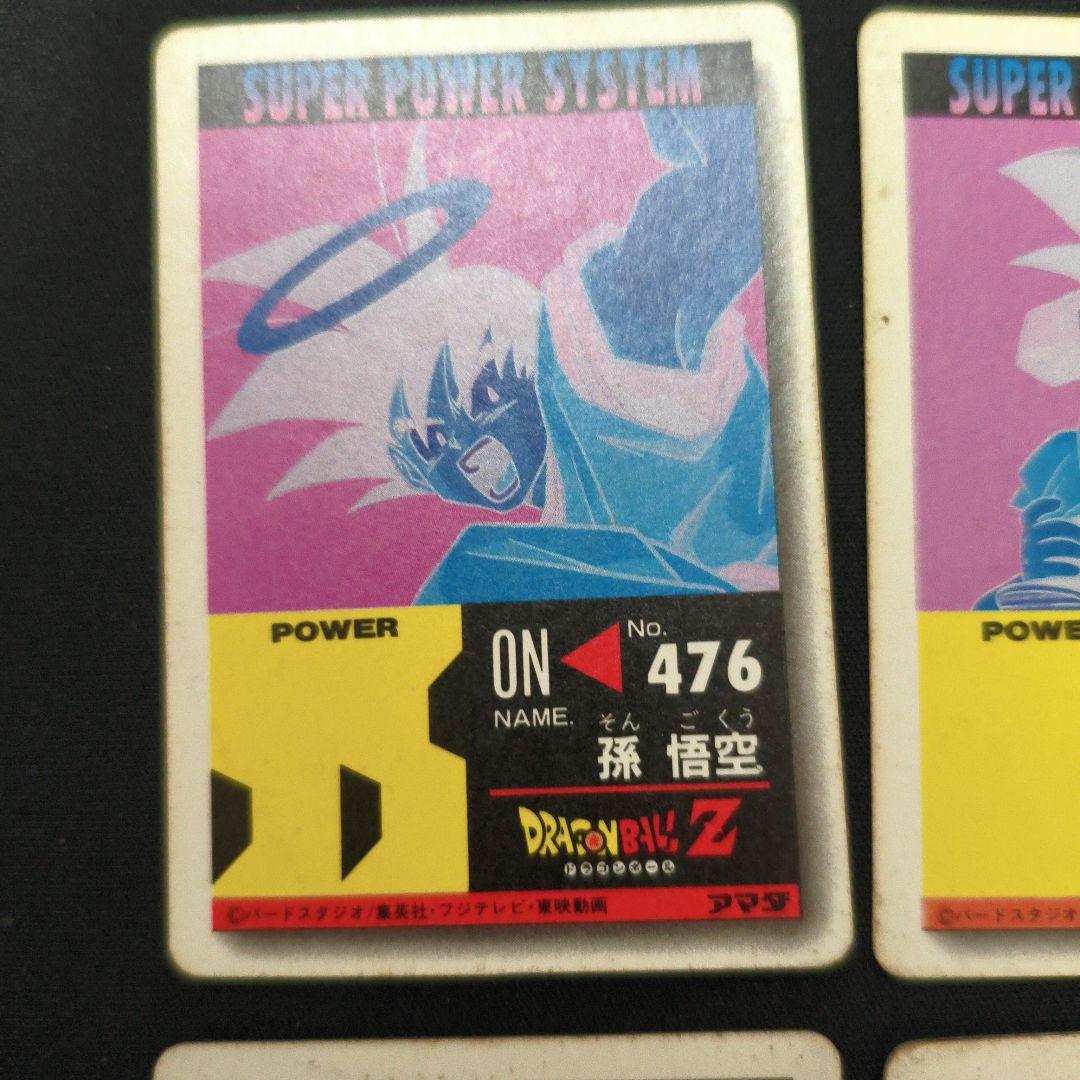 SUPER POWER SYSTEM
POWER
ON
No.
476
NAME.
そん ごくう
孫 悟空
DRAGON BALL Z
ドラゴンボール
©バードスタジオ/集英社・フジテレビ・東映動画
アマダ
SUPER
POWE
©バードスタジオ